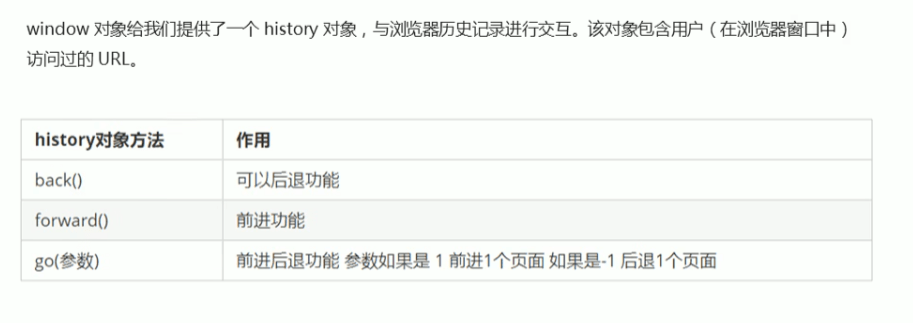 window 对象给我们提供了一个 history 对象，与浏览器历史记录进行交互。该对象包含用户（在浏览器窗口中）
访问过的 URL。
history对象方法 作用
back() 可以后退功能
forward() 前进功能
go(参数) 前进后退功能 参数如果是 1 前进1个页面 如果是-1 后退1个页面